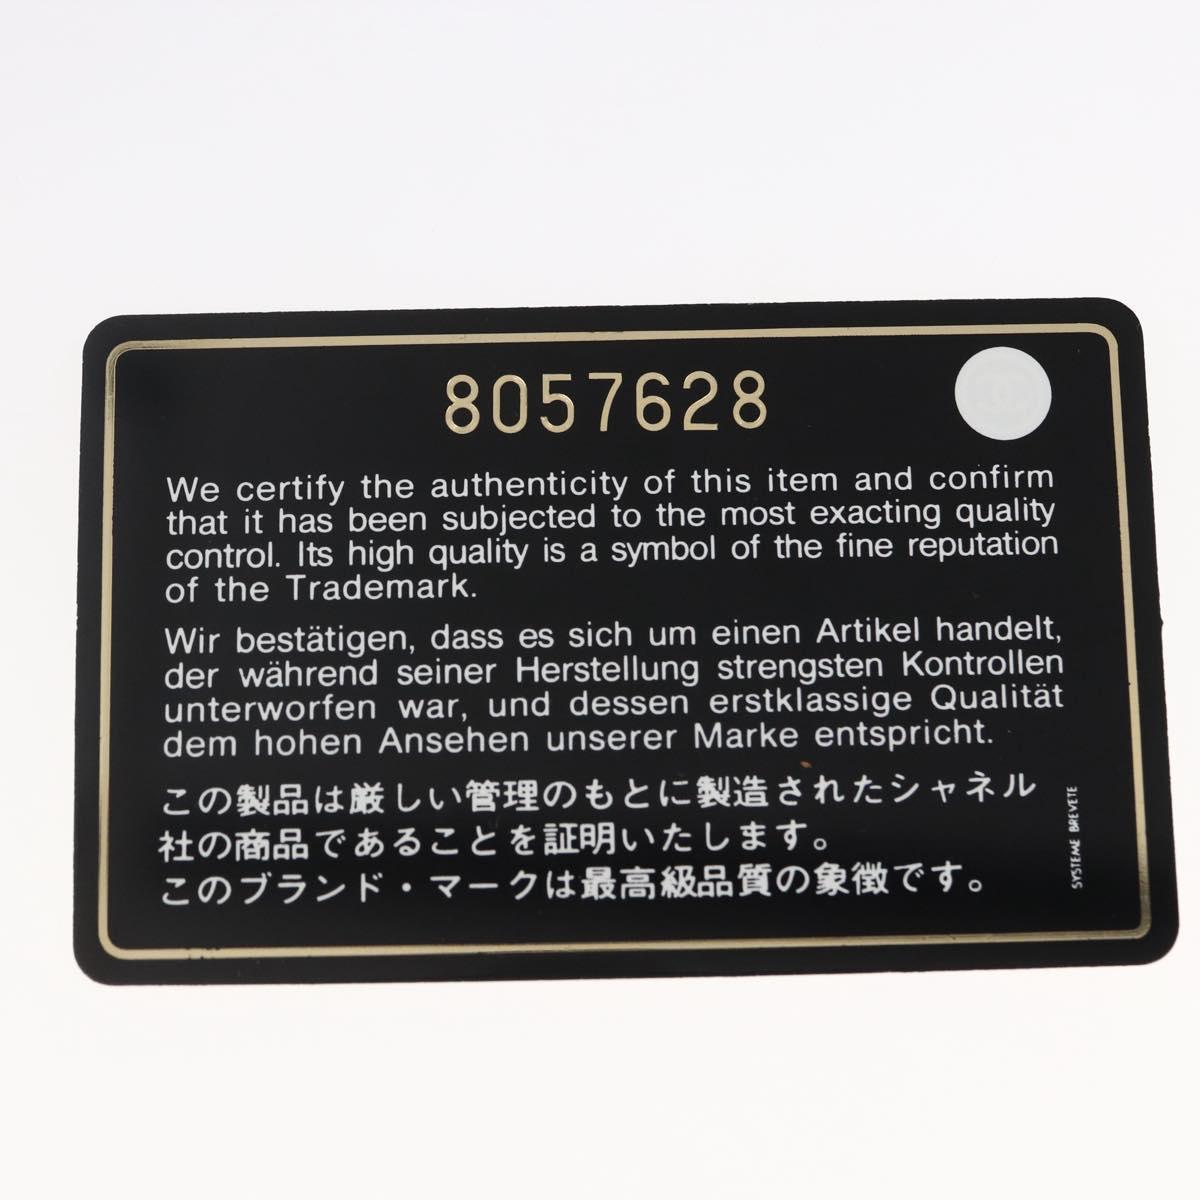 8057628
We certify the authenticity of this item and confirm
that it has been subjected to the most exacting quality
control. Its high quality is a symbol of the fine reputation
of the Trademark.
Wir bestätigen, dass es sich um einen Artikel handelt,
der während seiner Herstellung strengsten Kontrollen
unterworfen war, und dessen erstklassige Qualität
dem hohen Ansehen unserer Marke entspricht.
この製品は厳しい管理のもとに製造されたシャネル
社の商品であることを証明いたします。
このブランド・マークは最高級品質の象徴です。
SYSTEME BREVETE